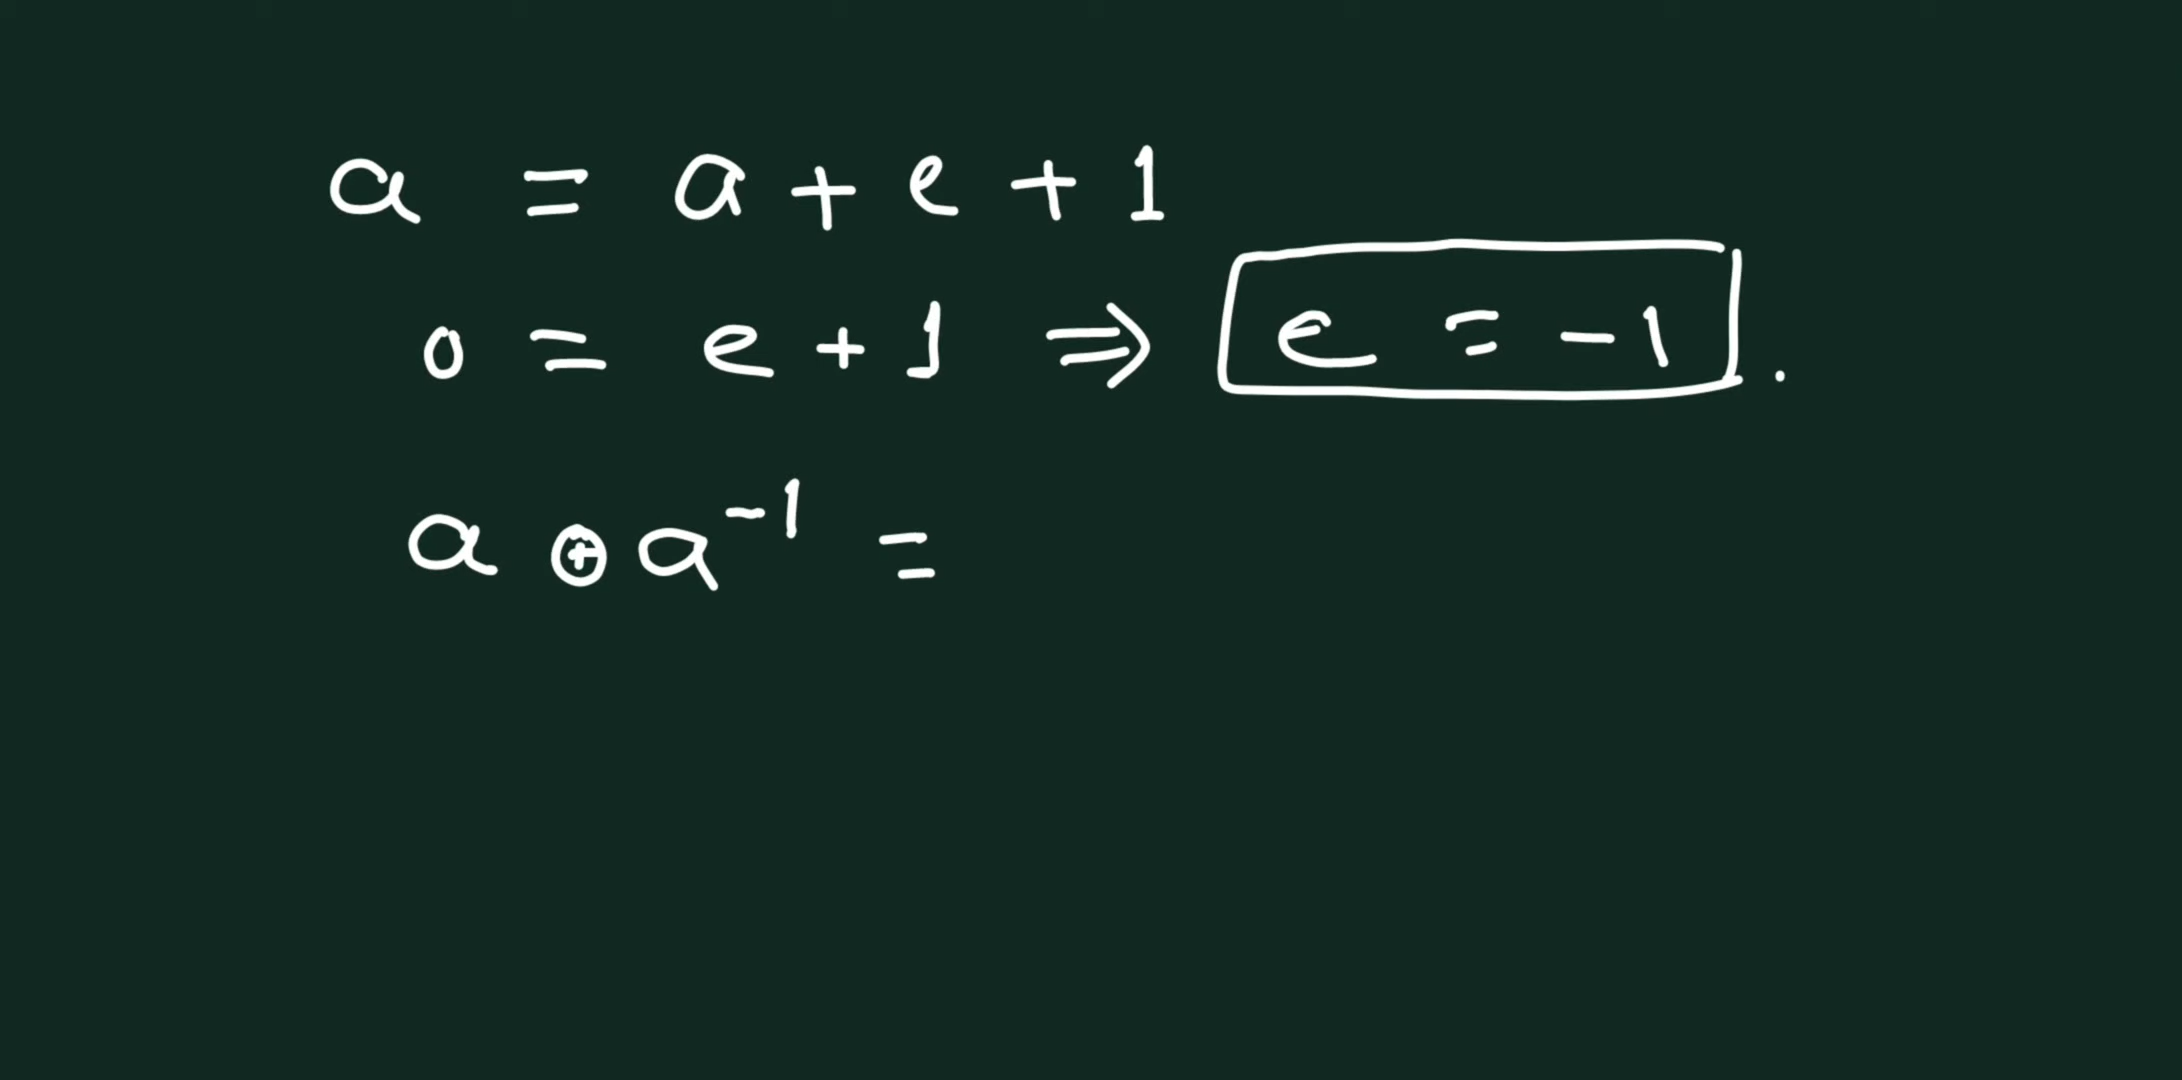 a = a + e + 1
0 = e + 1 ⇒ e = -1 .
a ⊕ a⁻¹ =